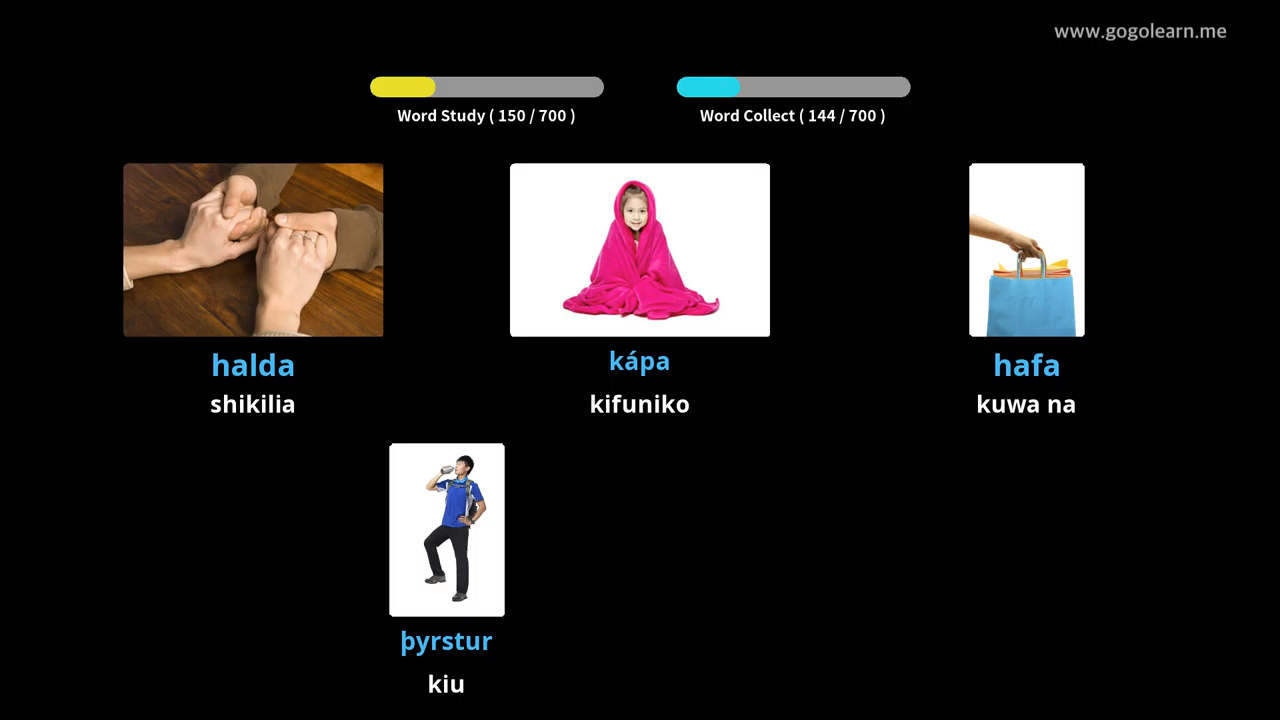 www.gogolearn.me
Word Study ( 150 / 700 )
Word Collect ( 144 / 700 )
halda
shikilia
kápa
kifuniko
hafa
kuwa na
þyrstur
kiu